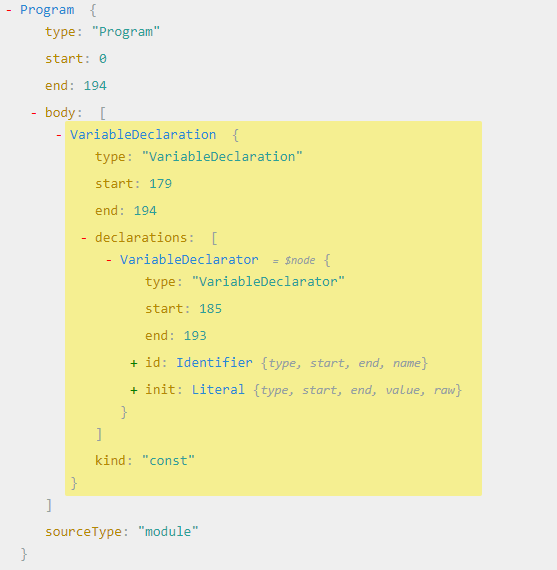 - Program {
type: "Program"
start: 0
end: 194
- body: [
- VariableDeclaration {
type: "VariableDeclaration"
start: 179
end: 194
- declarations: [
- VariableDeclarator = $node {
type: "VariableDeclarator"
start: 185
end: 193
+ id: Identifier {type, start, end, name}
+ init: Literal {type, start, end, value, raw}
}
]
kind: "const"
}
]
sourceType: "module"
}